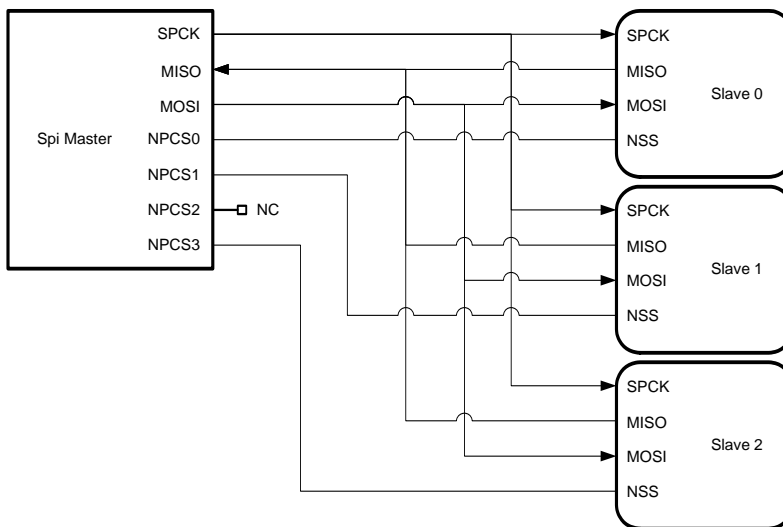 SPCK
MISO
MOSI
Spi Master
NPCS0
NPCS1
NPCS2
NC
NPCS3
SPCK
MISO
Slave 0
MOSI
NSS
SPCK
MISO
Slave 1
MOSI
NSS
SPCK
MISO
Slave 2
MOSI
NSS